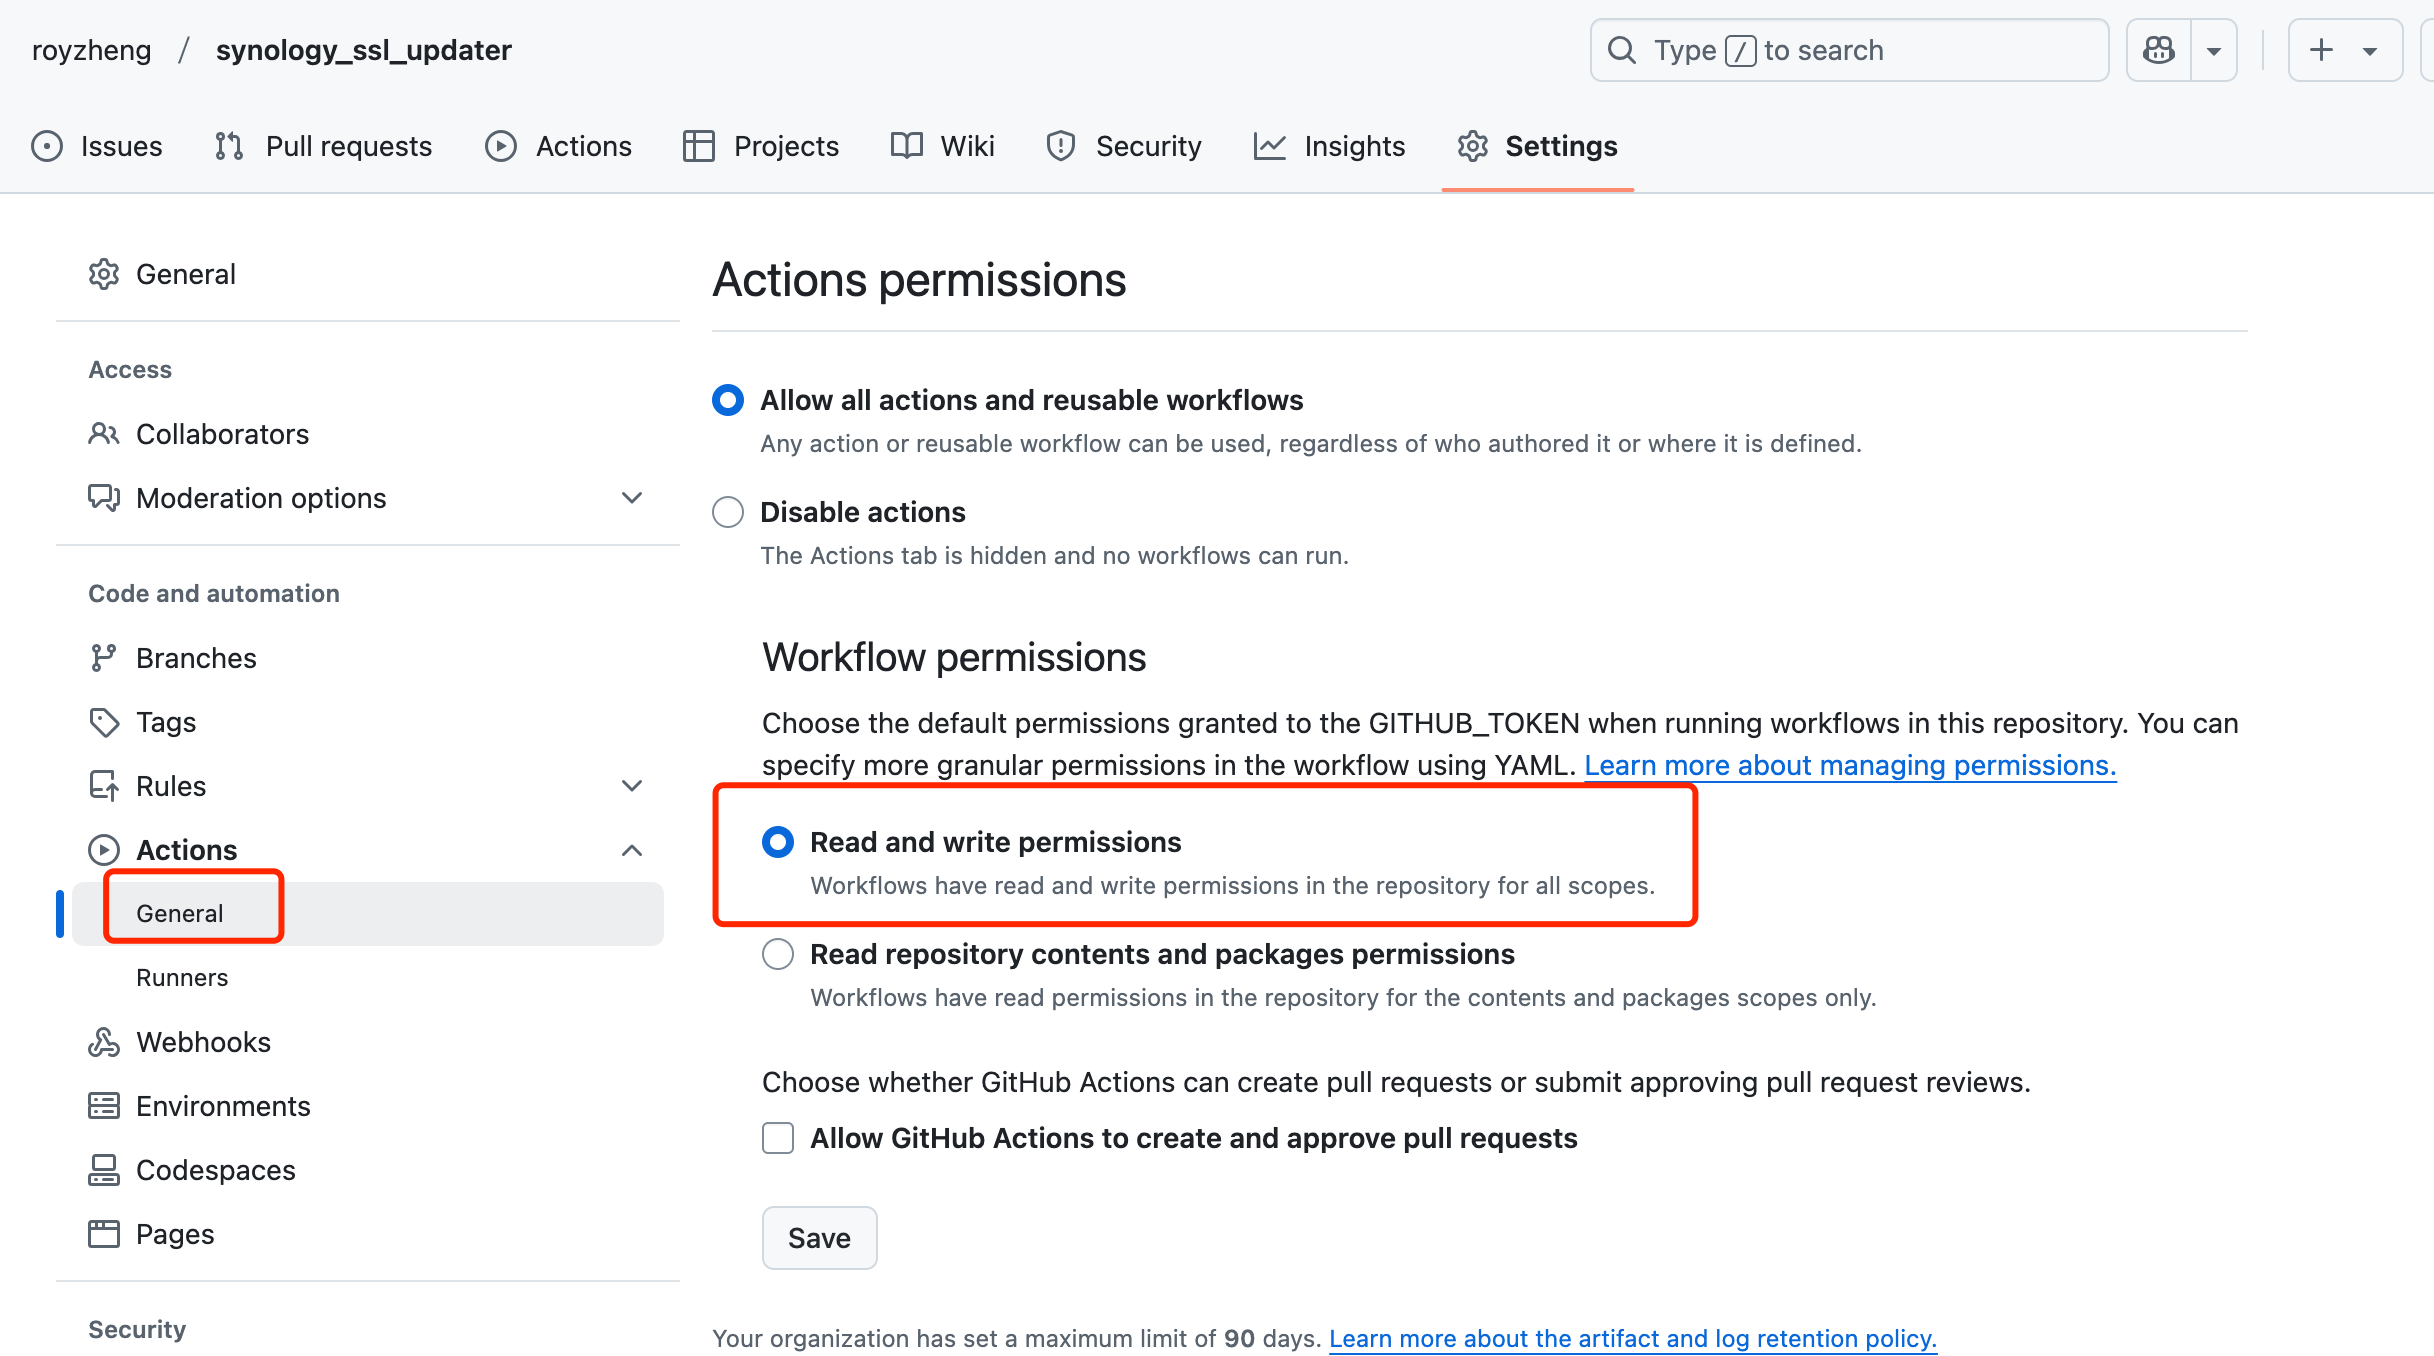 royzheng / synology_ssl_updater
Type / to search
Issues
Pull requests
Actions
Projects
Wiki
Security
Insights
Settings
General
Access
Collaborators
Moderation options
Code and automation
Branches
Tags
Rules
Actions
General
Runners
Webhooks
Environments
Codespaces
Pages
Security
Actions permissions
Allow all actions and reusable workflows
Any action or reusable workflow can be used, regardless of who authored it or where it is defined.
Disable actions
The Actions tab is hidden and no workflows can run.
Workflow permissions
Choose the default permissions granted to the GITHUB_TOKEN when running workflows in this repository. You can
specify more granular permissions in the workflow using YAML. Learn more about managing permissions.
Read and write permissions
Workflows have read and write permissions in the repository for all scopes.
Read repository contents and packages permissions
Workflows have read permissions in the repository for the contents and packages scopes only.
Choose whether GitHub Actions can create pull requests or submit approving pull request reviews.
Allow GitHub Actions to create and approve pull requests
Save
Your organization has set a maximum limit of 90 days. Learn more about the artifact and log retention policy.